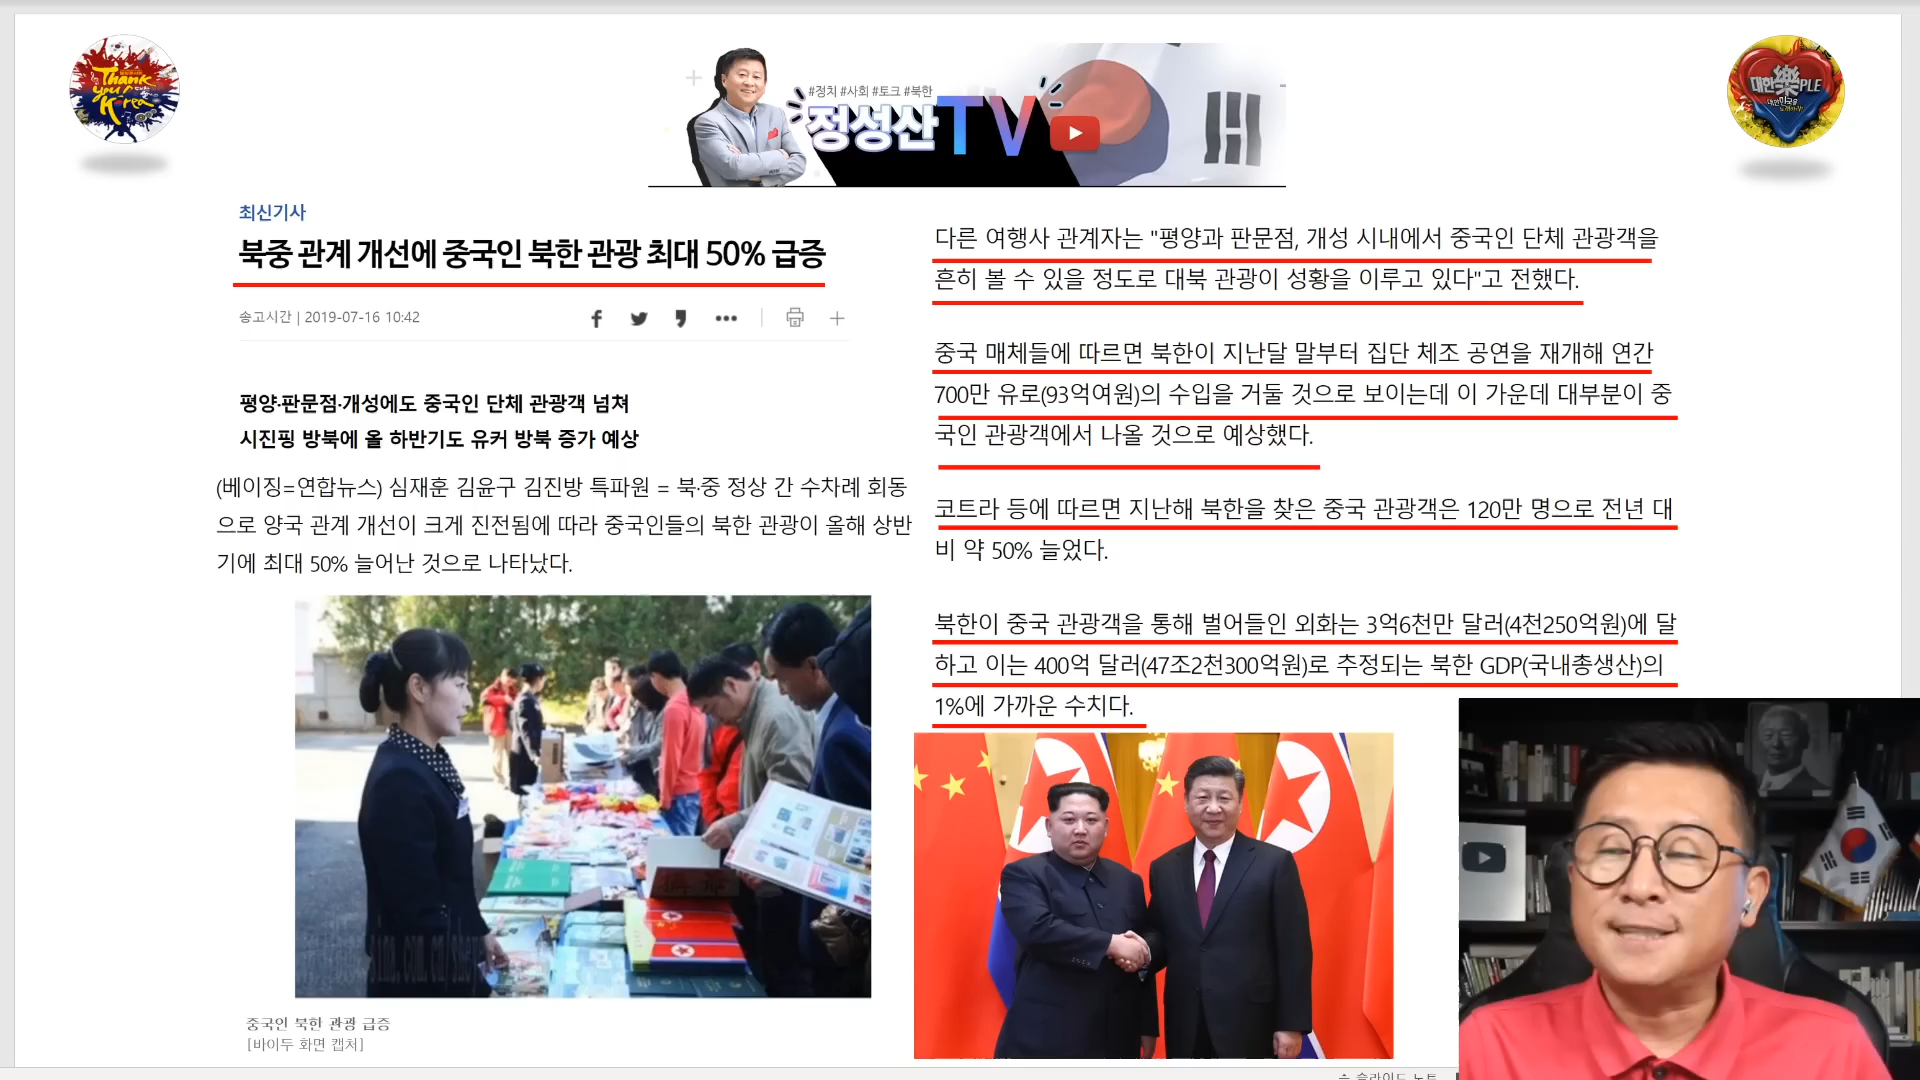 Thank you Korea
#정치 #사회 #토크 #북한
정성산TV
대한樂PLE
최신기사
북중 관계 개선에 중국인 북한 관광 최대 50% 급증
송고시간 | 2019-07-16 10:42
평양·판문점·개성에도 중국인 단체 관광객 넘쳐
시진핑 방북에 올 하반기도 유커 방북 증가 예상
(베이징=연합뉴스) 심재훈 김윤구 김진방 특파원 = 북·중 정상 간 수차례 회동
으로 양국 관계 개선이 크게 진전됨에 따라 중국인들의 북한 관광이 올해 상반
기에 최대 50% 늘어난 것으로 나타났다.
중국인 북한 관광 급증
[바이두 화면 캡처]
다른 여행사 관계자는 "평양과 판문점, 개성 시내에서 중국인 단체 관광객을
흔히 볼 수 있을 정도로 대북 관광이 성황을 이루고 있다"고 전했다.
중국 매체들에 따르면 북한이 지난달 말부터 집단 체조 공연을 재개해 연간
700만 유로(93억여원)의 수입을 거둘 것으로 보이는데 이 가운데 대부분이 중
국인 관광객에서 나올 것으로 예상했다.
코트라 등에 따르면 지난해 북한을 찾은 중국 관광객은 120만 명으로 전년 대
비 약 50% 늘었다.
북한이 중국 관광객을 통해 벌어들인 외화는 3억6천만 달러(4천250억원)에 달
하고 이는 400억 달러(47조2천300억원)로 추정되는 북한 GDP(국내총생산)의
1%에 가까운 수치다.
슬라이드 노트